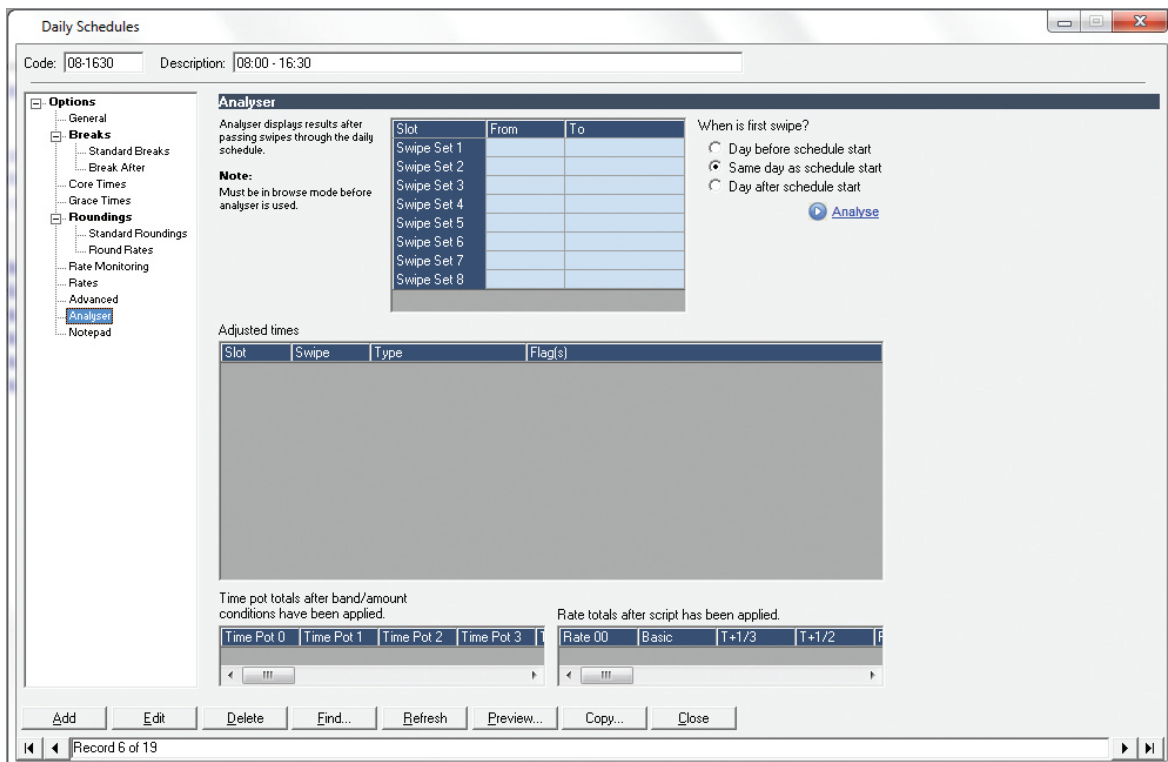 Daily Schedules
Code: 08-1630 Description: 08:00 - 16:30
Options
General
Breaks
Standard Breaks
Break After
Core Times
Grace Times
Roundings
Standard Roundings
Round Rates
Rate Monitoring
Rates
Advanced
Analyser
Notepad
Analyser
Analyser displays results after
passing swipes through the daily
schedule.
Note:
Must be in browse mode before
analyser is used.
Slot From To
Swipe Set 1
Swipe Set 2
Swipe Set 3
Swipe Set 4
Swipe Set 5
Swipe Set 6
Swipe Set 7
Swipe Set 8
When is first swipe?
Day before schedule start
Same day as schedule start
Day after schedule start
Analyse
Adjusted times
Slot Swipe Type Flag(s)
Time pot totals after band/amount
conditions have been applied.
Time Pot 0 Time Pot 1 Time Pot 2 Time Pot 3
Rate totals after script has been applied.
Rate 00 Basic T+1/3 T+1/2
Add Edit Delete Find... Refresh Preview... Copy... Close
Record 6 of 19